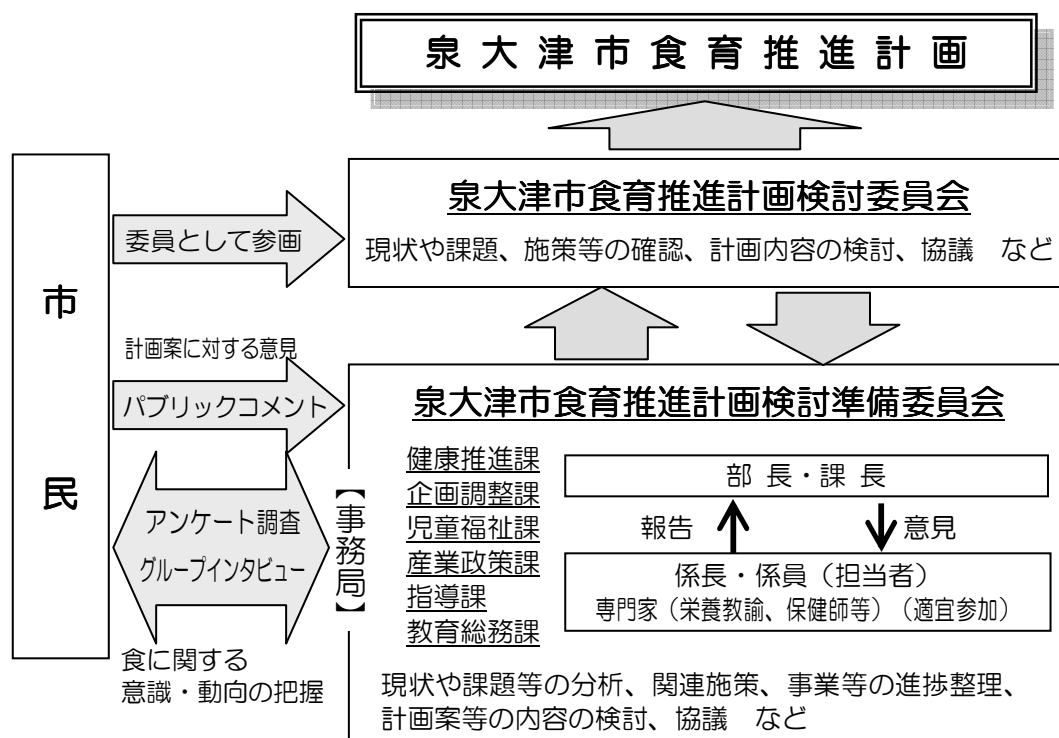 泉大津市食育推進計画
泉大津市食育推進計画検討委員会
現状や課題、施策等の確認、計画内容の検討、協議　など
市民
委員として参画
計画案に対する意見
パブリックコメント
アンケート調査
グループインタビュー
食に関する
意識・動向の把握
【事務局】
泉大津市食育推進計画検討準備委員会
健康推進課
企画調整課
児童福祉課
産業政策課
指導課
教育総務課
部長・課長
報告
意見
係長・係員（担当者）
専門家（栄養教諭、保健師等）（適宜参加）
現状や課題等の分析、関連施策、事業等の進捗整理、
計画案等の内容の検討、協議　など